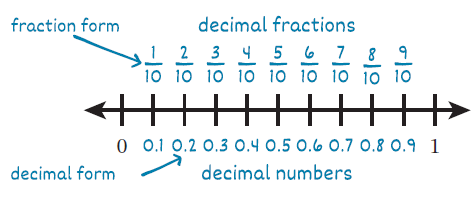 fraction form decimal fractions
1/10 2/10 3/10 4/10 5/10 6/10 7/10 8/10 9/10
0 0.1 0.2 0.3 0.4 0.5 0.6 0.7 0.8 0.9 1
decimal form decimal numbers